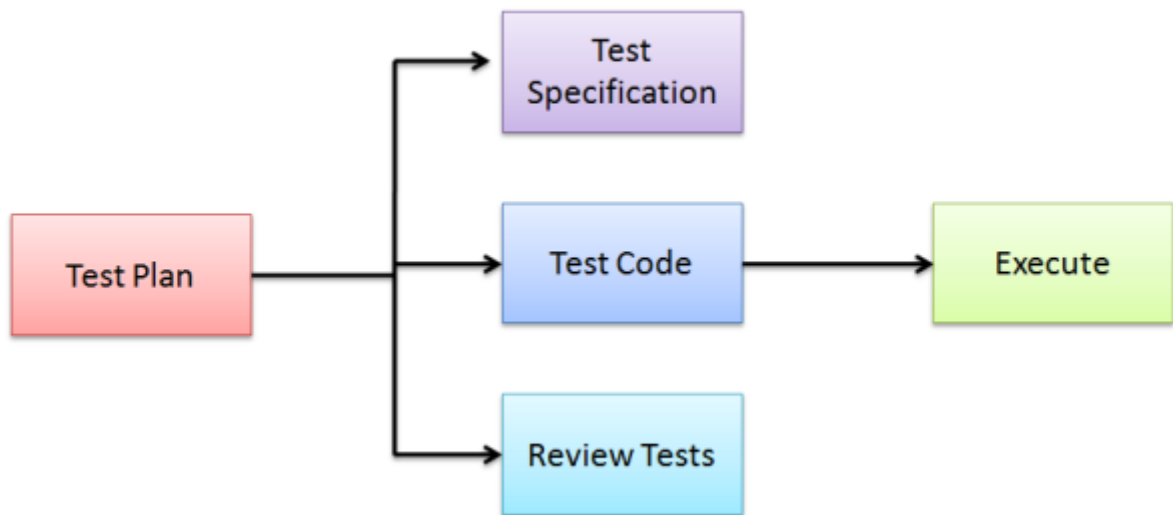 Test
Specification
Test Plan
Test Code
Execute
Review Tests